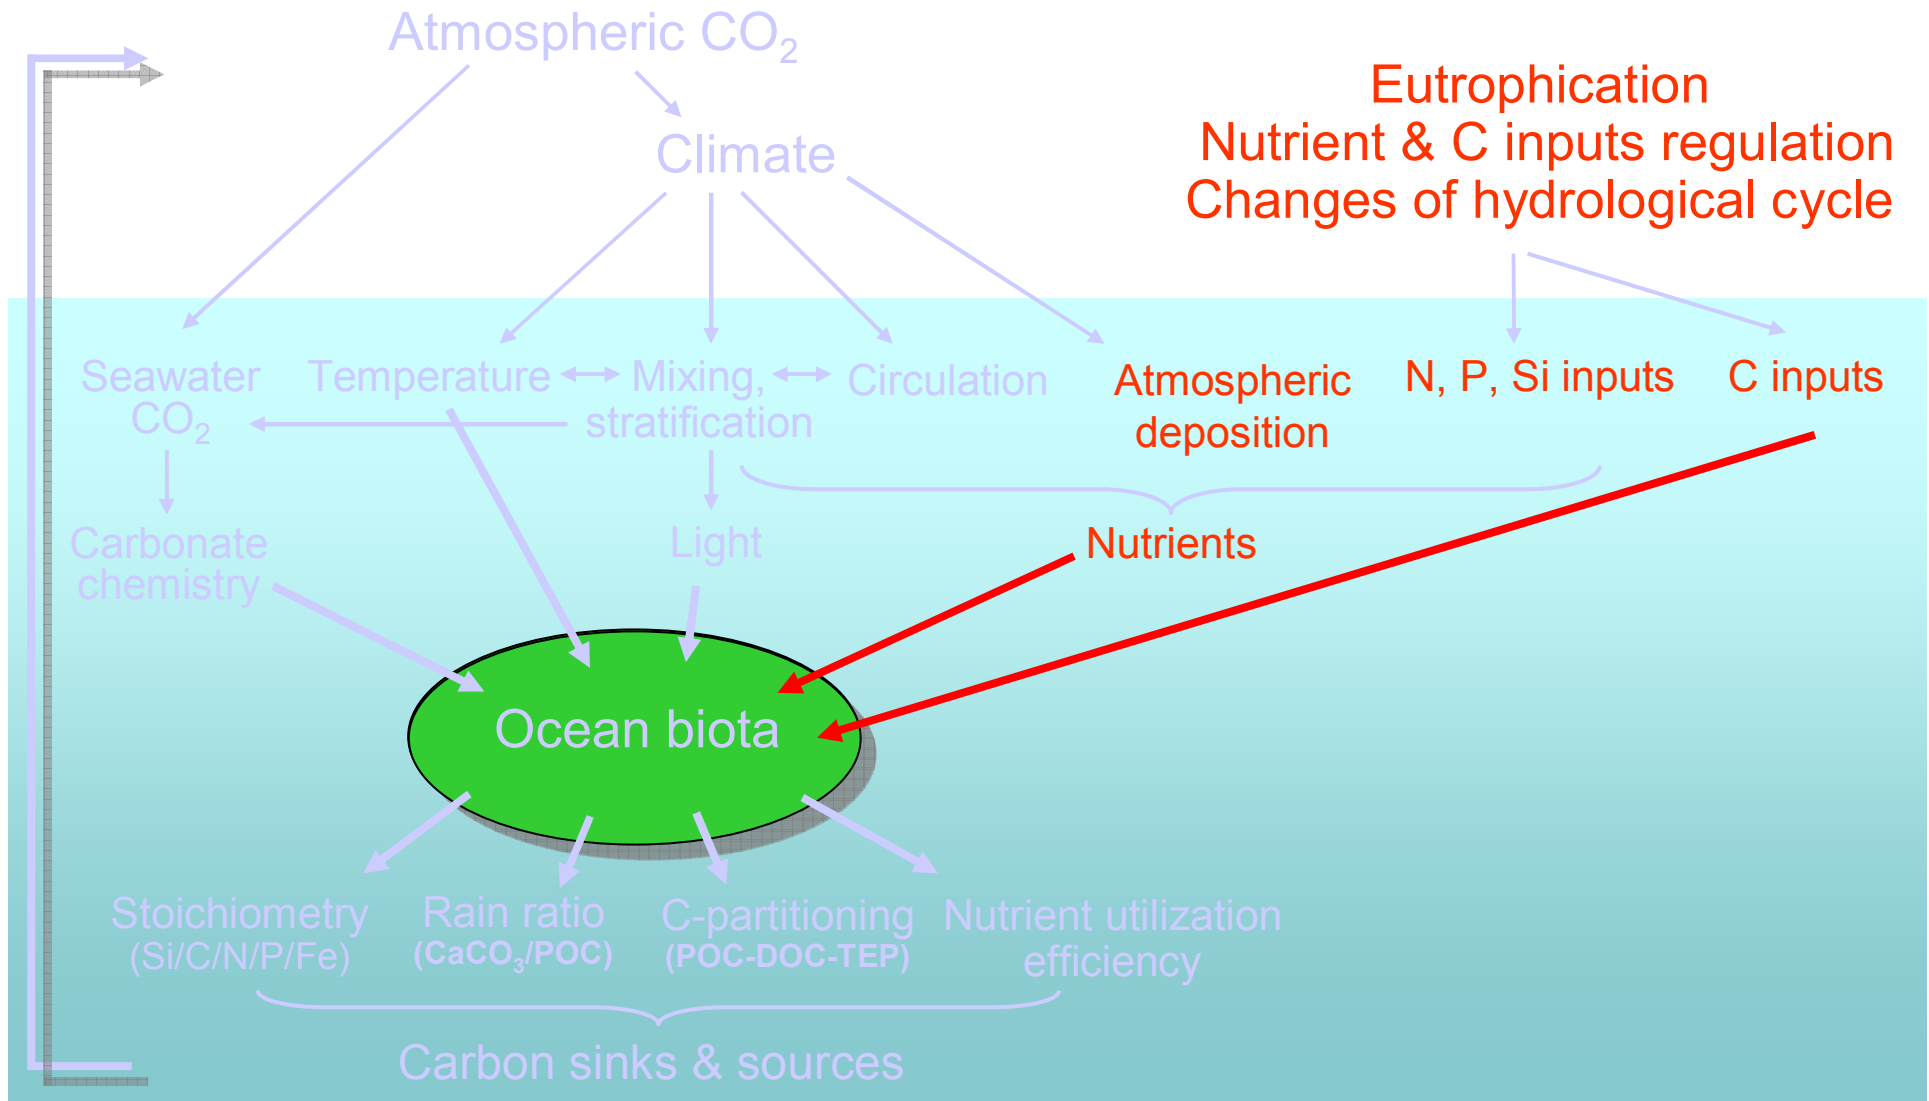 Atmospheric CO₂
Eutrophication
Nutrient & C inputs regulation
Changes of hydrological cycle
Climate
Seawater
CO₂
Temperature
Mixing,
stratification
Circulation
Atmospheric
deposition
N, P, Si inputs
C inputs
Carbonate
chemistry
Light
Nutrients
Ocean biota
Stoichiometry
(Si/C/N/P/Fe)
Rain ratio
(CaCO₃/POC)
C-partitioning
(POC-DOC-TEP)
Nutrient utilization
efficiency
Carbon sinks & sources